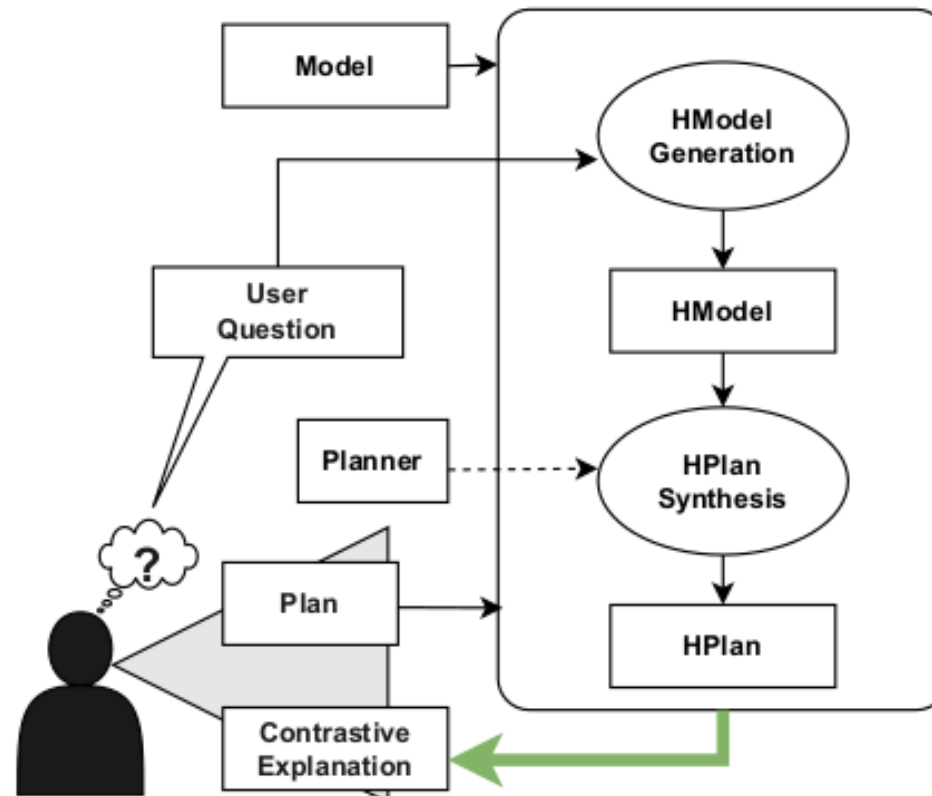 Model
HModel
Generation
User
Question
HModel
Planner
HPlan
Synthesis
?
Plan
HPlan
Contrastive
Explanation